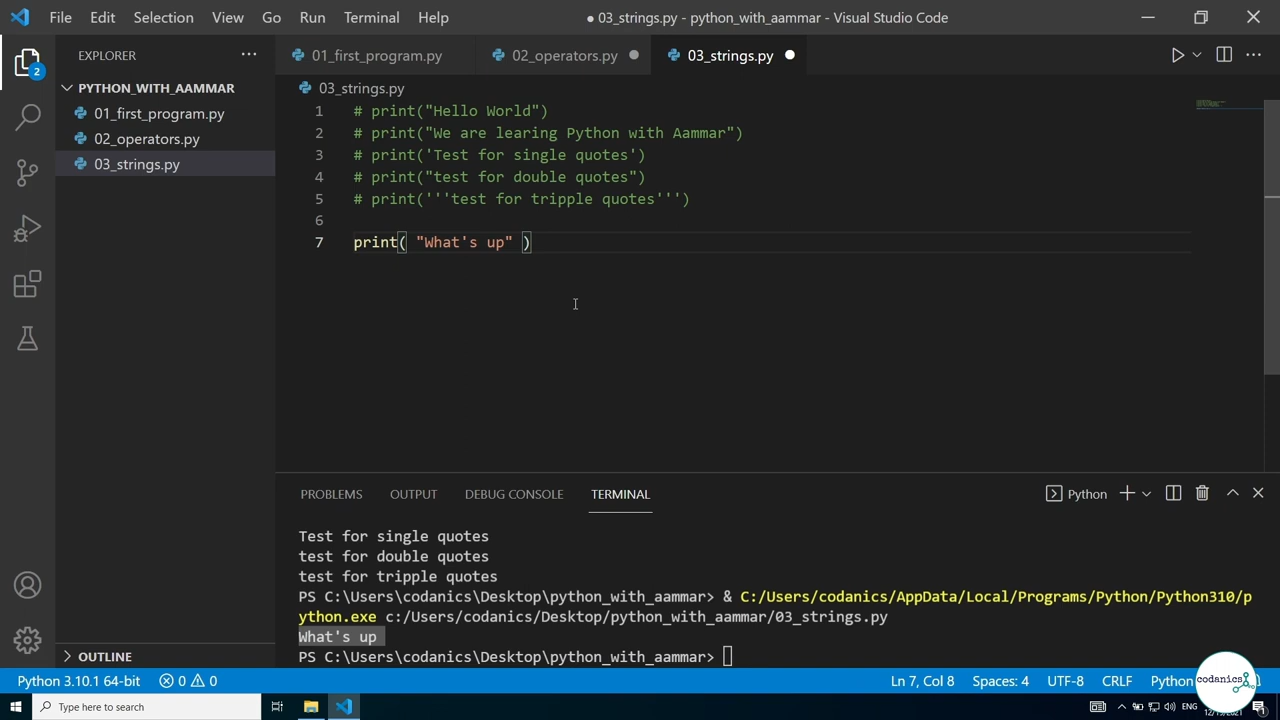 File Edit Selection View Go Run Terminal Help
● 03_strings.py - python_with_aammar - Visual Studio Code
2
EXPLORER
PYTHON_WITH_AAMMAR
01_first_program.py
02_operators.py
03_strings.py
OUTLINE
01_first_program.py 02_operators.py 03_strings.py
03_strings.py
1 # print("Hello World")
2 # print("We are learing Python with Aammar")
3 # print('Test for single quotes')
4 # print("test for double quotes")
5 # print('''test for tripple quotes''')
6
7 print( "What's up" )
PROBLEMS OUTPUT DEBUG CONSOLE TERMINAL
Python
Test for single quotes
test for double quotes
test for tripple quotes
PS C:\Users\codanics\Desktop\python_with_aammar> & C:/Users/codanics/AppData/Local/Programs/Python/Python310/p
ython.exe c:/Users/codanics/Desktop/python_with_aammar/03_strings.py
What's up
PS C:\Users\codanics\Desktop\python_with_aammar>
Python 3.10.1 64-bit 0 0 Ln 7, Col 8 Spaces: 4 UTF-8 CRLF Python
codanics
Type here to search ENG